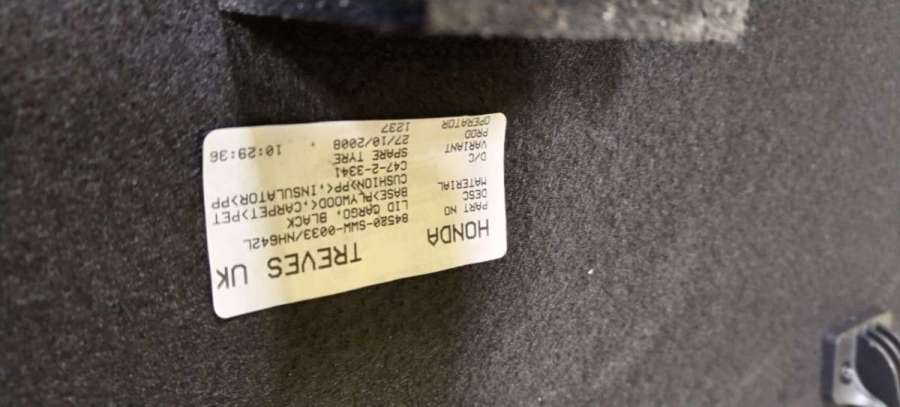 HONDA TREVES UK
PART NO 84520-SWW-0033/NH642L
DESC LID CARGO, BLACK
MATERIAL BASE>PLYWOOD<,CARPET>PET
CUSHION>PP<,INSULATOR>PP
D/C C47-2-3341
VARIANT SPARE TYRE
PROD 27/10/2008 10:29:36
OPERATOR 1237